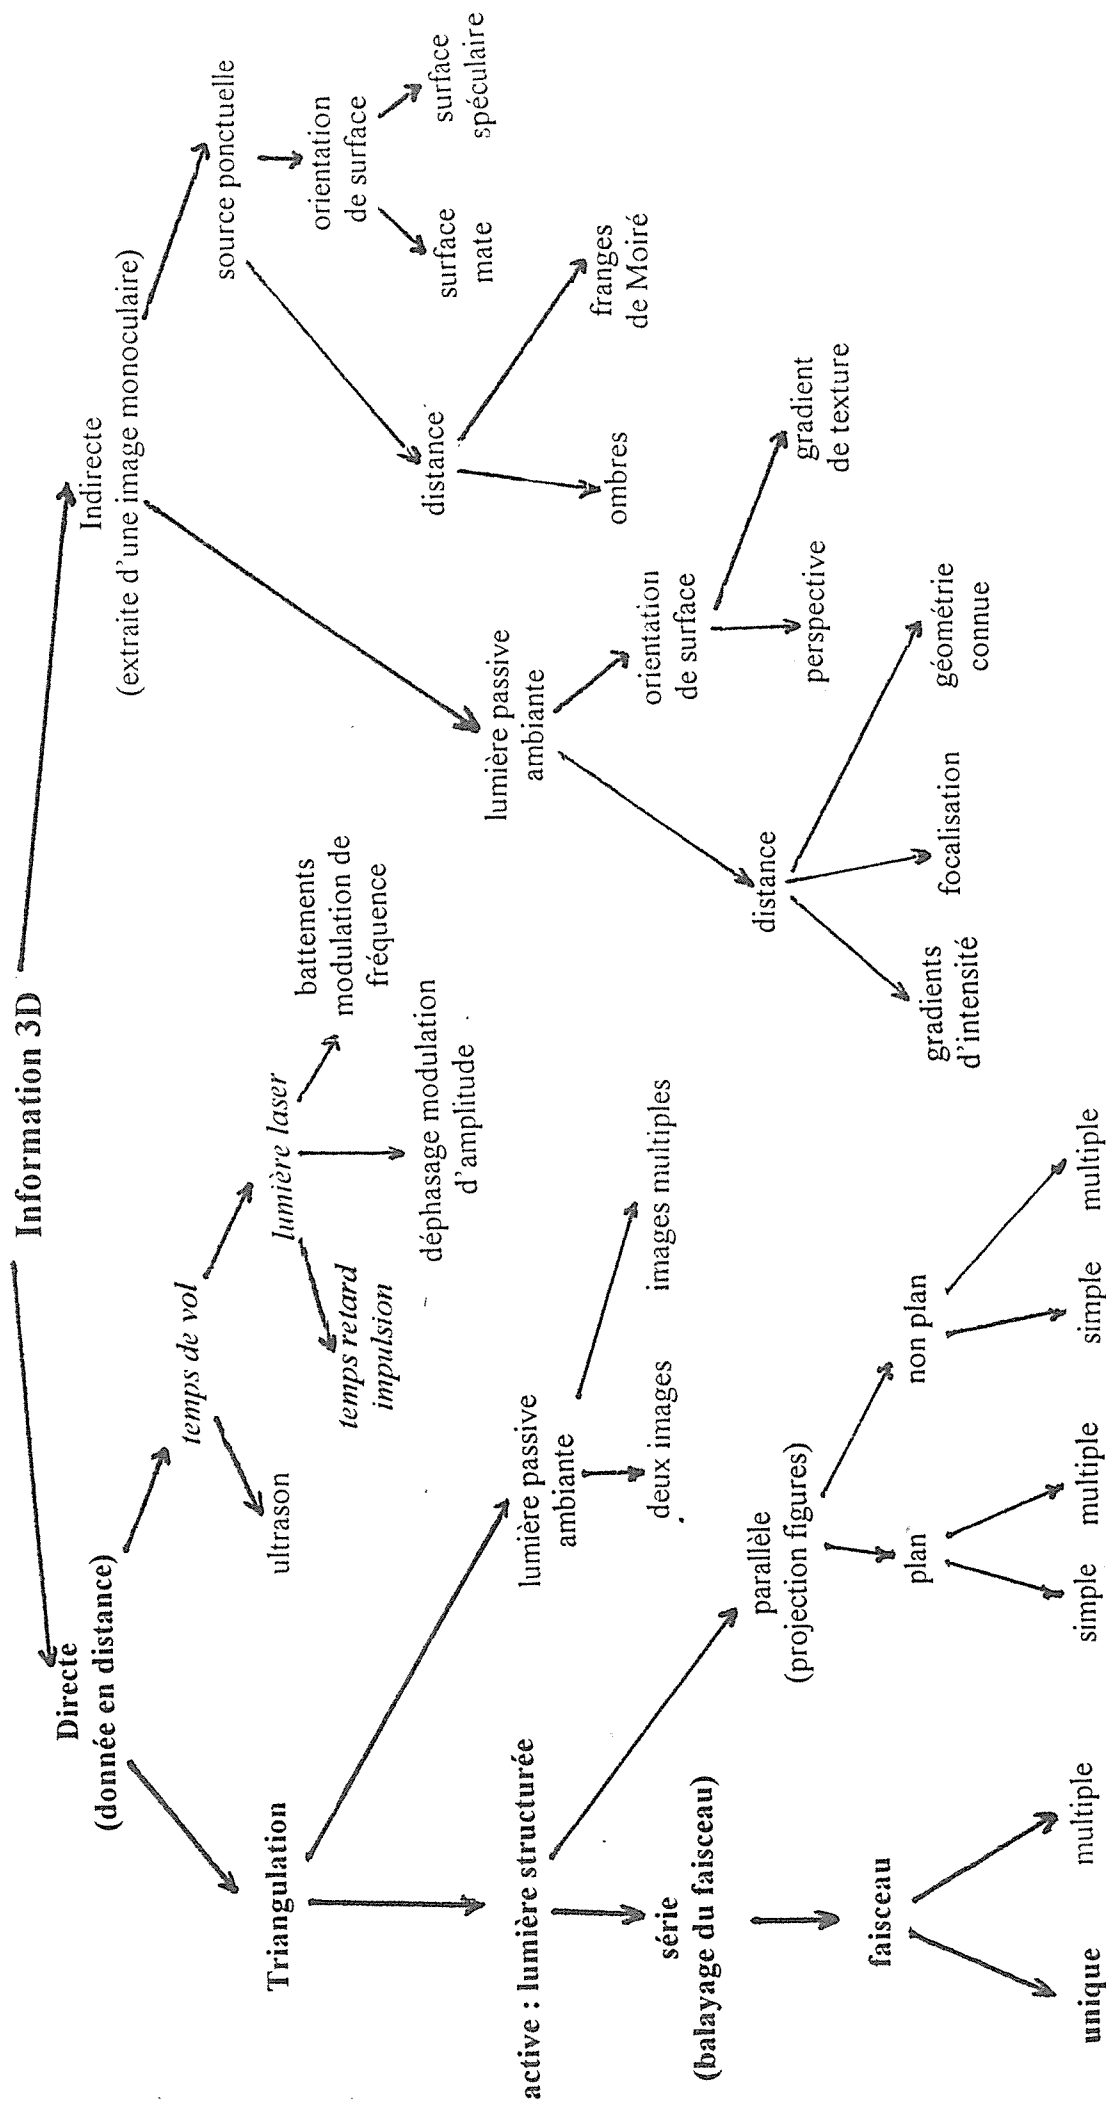 Information 3D
Directe
(donnée en distance)
Indirecte
(extraite d'une image monoculaire)
temps de vol
source ponctuelle
Triangulation
ultrason
lumière laser
battements
modulation de
fréquence
orientation
de surface
temps retard
impulsion
déphasage modulation
d'amplitude
distance
surface
mate
surface
spéculaire
active : lumière structurée
lumière passive
ambiante
lumière passive
ambiante
ombres
franges
de Moiré
série
(balayage du faisceau)
deux images
images multiples
orientation
de surface
parallèle
(projection figures)
distance
perspective
gradient
de texture
faisceau
plan
non plan
gradients
d'intensité
focalisation
géométrie
connue
unique
multiple
simple
multiple
simple
multiple